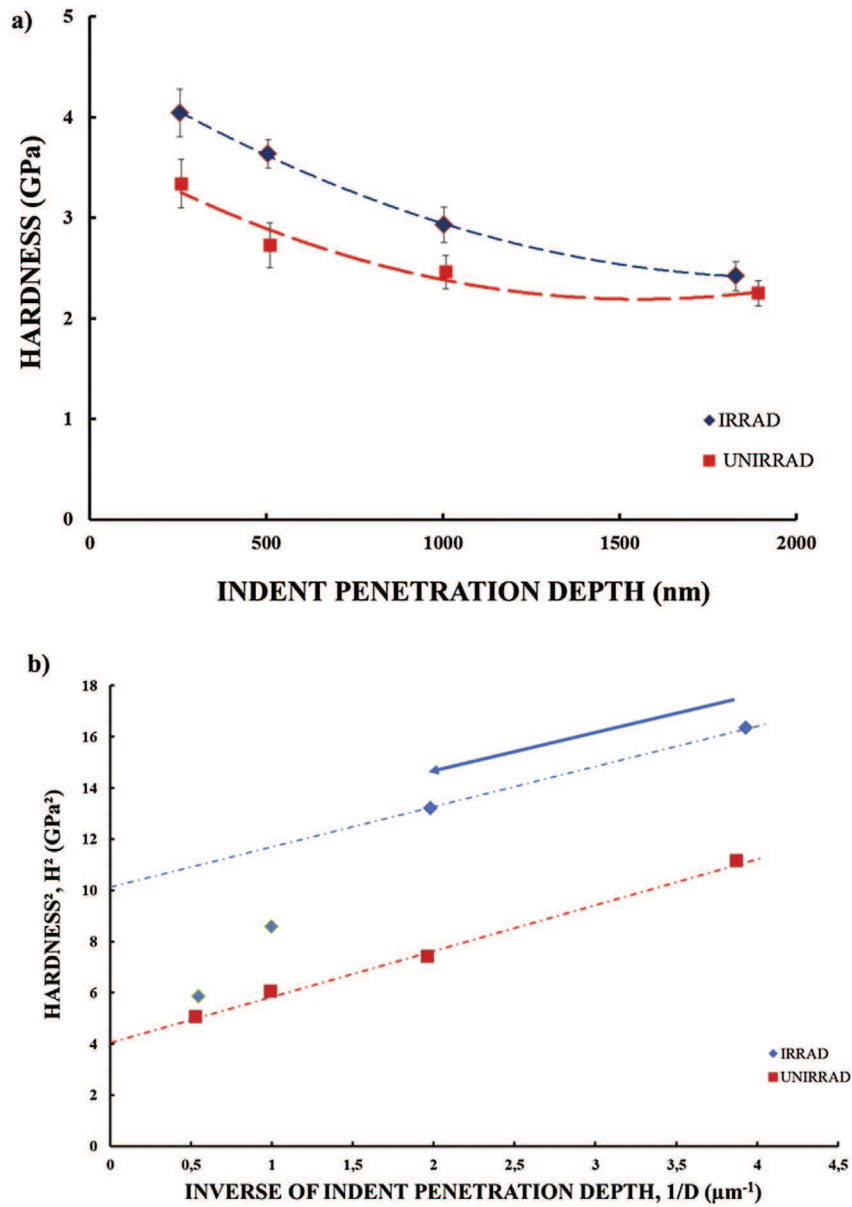 a)
HARDNESS (GPa)
5
4
3
2
1
0
0 500 1000 1500 2000
IRRAD
UNIRRAD
INDENT PENETRATION DEPTH (nm)
b)
HARDNESS², H² (GPa²)
18
16
14
12
10
8
6
4
2
0
0 0,5 1 1,5 2 2,5 3 3,5 4 4,5
IRRAD
UNIRRAD
INVERSE OF INDENT PENETRATION DEPTH, 1/D (µm⁻¹)